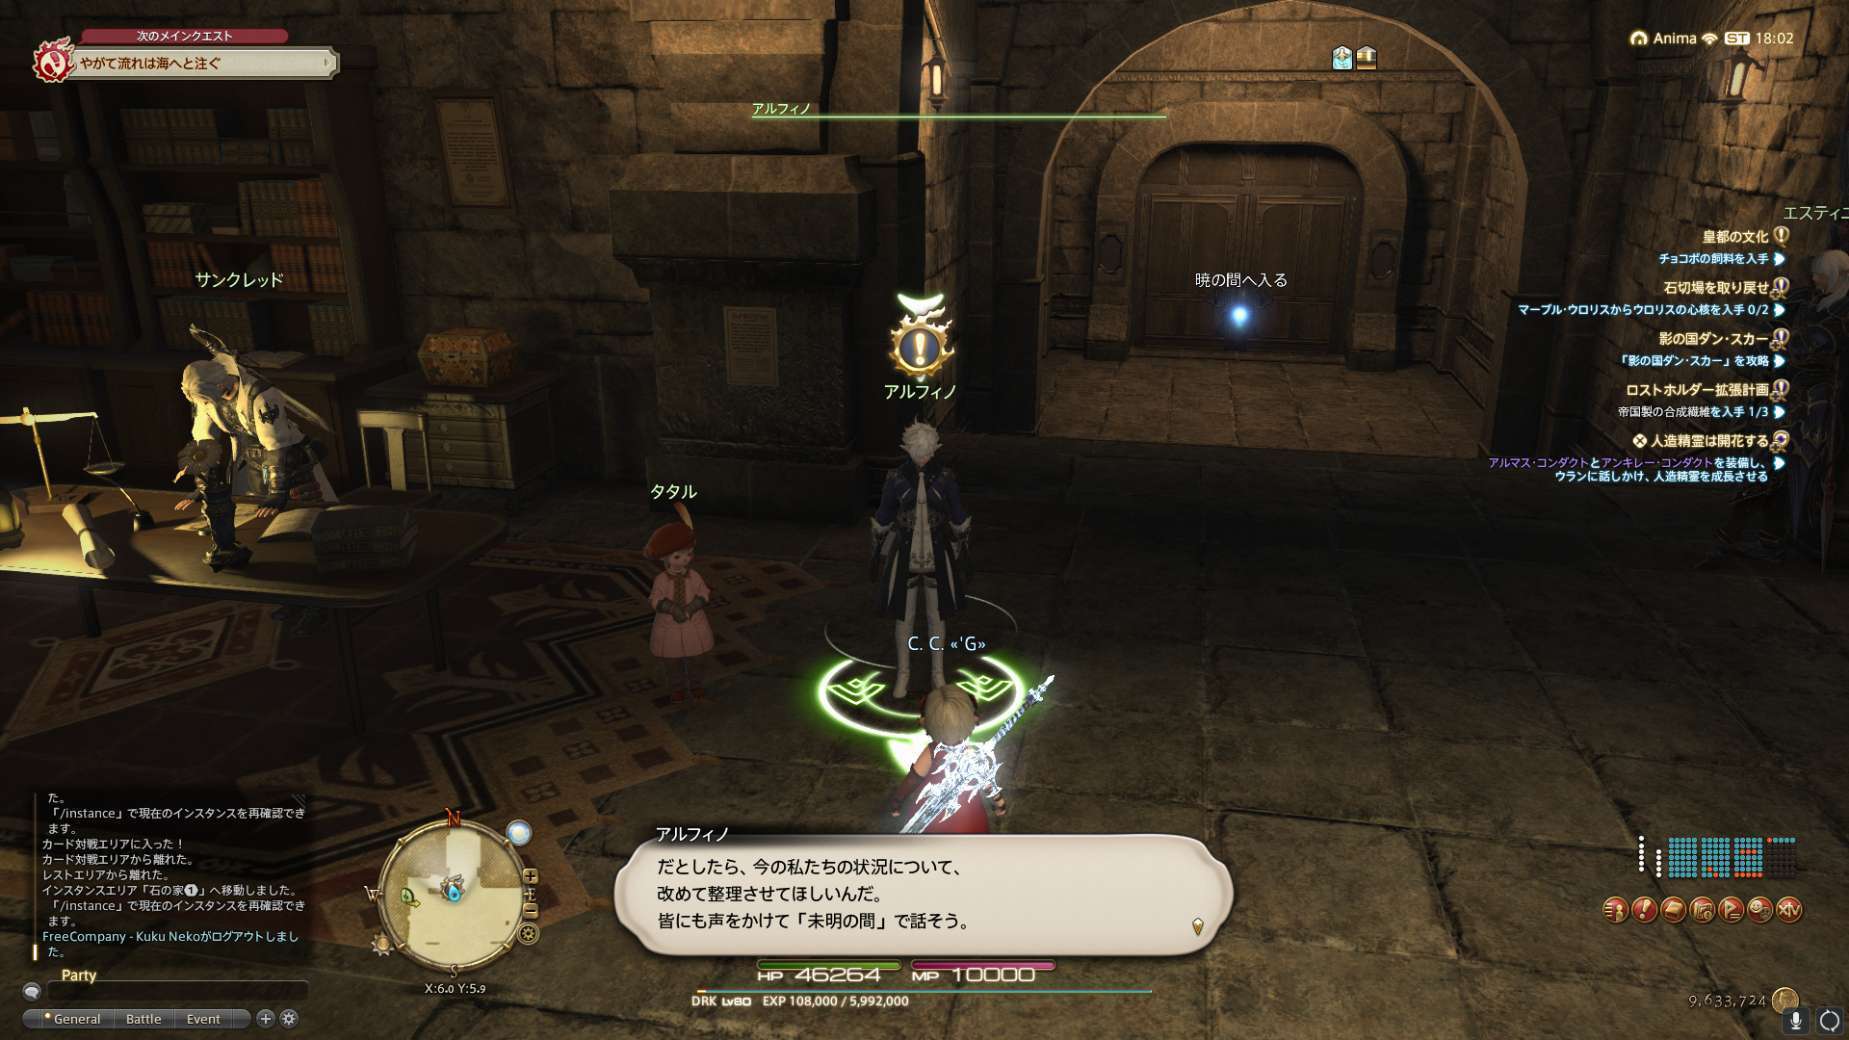 次のメインクエスト
やがて流れは海へと注ぐ
Anima ST 18:02
アルフィノ
エスティニ
皇都の文化
チョコボの飼料を入手
石切場を取り戻せ
マーブル・ウロリスからウロリスの心核を入手 0/2
影の国ダン・スカー
「影の国ダン・スカー」を攻略
ロストホルダー拡張計画
帝国製の合成繊維を入手 1/3
人造精霊は開花する
アルマス・コンダクトとアンキレー・コンダクトを装備し、
ウランに話しかけ、人造精霊を成長させる
サンクレッド
暁の間へ入る
アルフィノ
タタル
C. C. «'G»
た。
「/instance」で現在のインスタンスを再確認でき
ます。
カード対戦エリアに入った！
カード対戦エリアから離れた。
レストエリアから離れた。
インスタンスエリア「石の家❶」へ移動しました。
「/instance」で現在のインスタンスを再確認でき
ます。
FreeCompany - Kuku Nekoがログアウトしまし
た。
Party
General Battle Event
N
W
S
X:6.0 Y:5.9
アルフィノ
だとしたら、今の私たちの状況について、
改めて整理させてほしいんだ。
皆にも声をかけて「未明の間」で話そう。
HP 46264 MP 10000
DRK Lv80 EXP 108,000 / 5,992,000
XIV
9,633,724